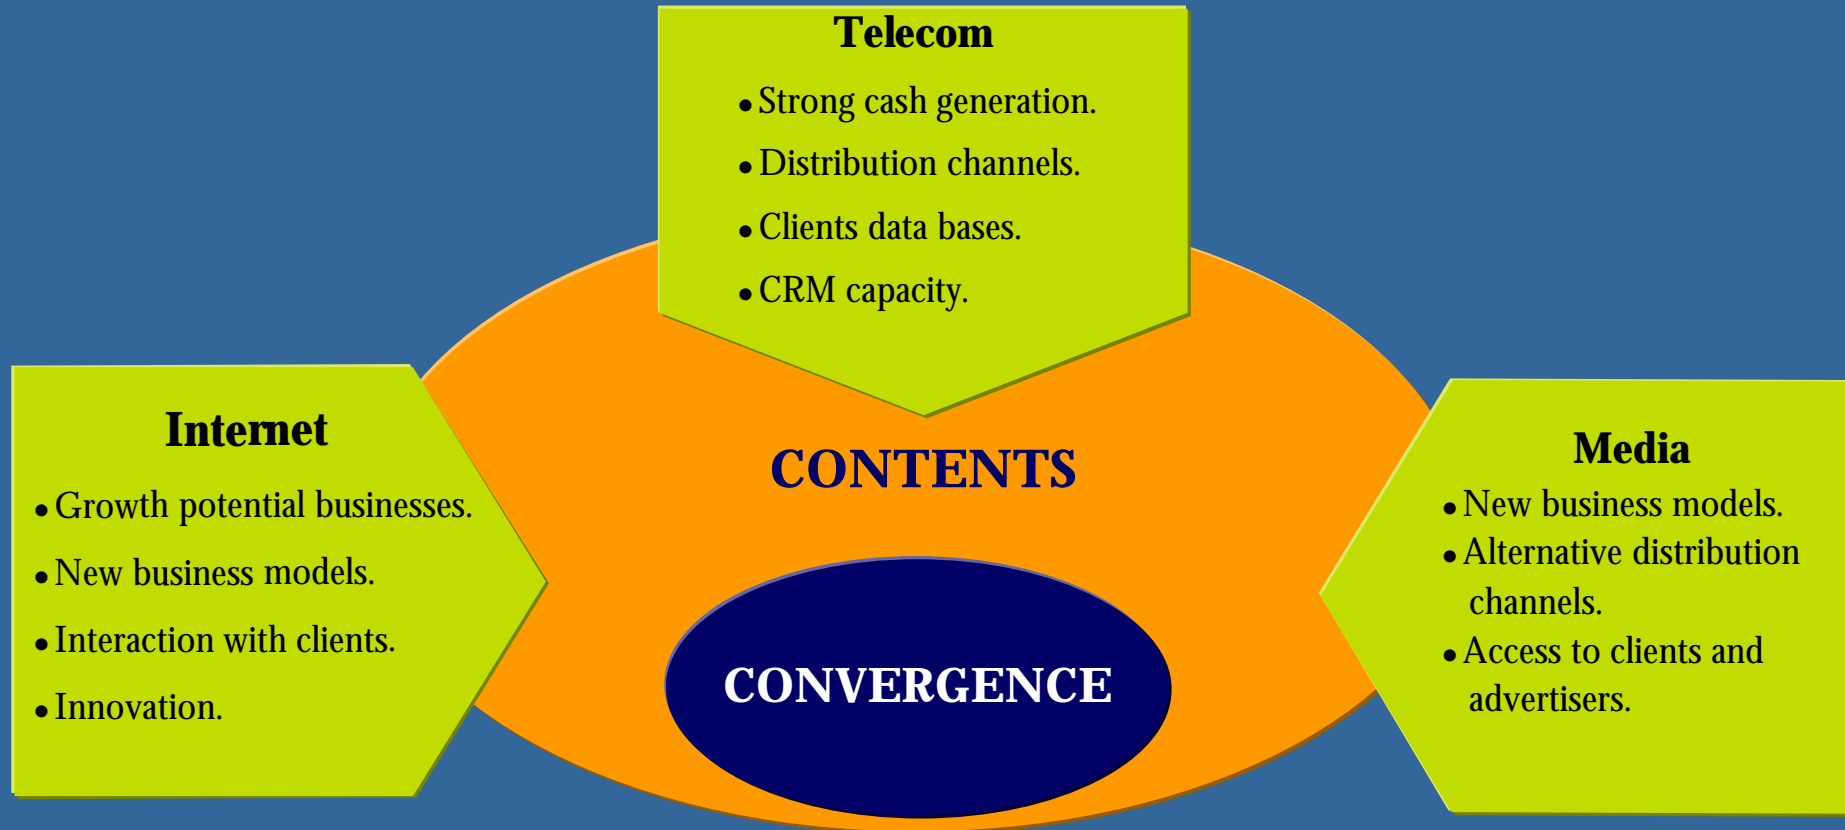 Telecom
• Strong cash generation.
• Distribution channels.
• Clients data bases.
• CRM capacity.
Internet
• Growth potential businesses.
• New business models.
• Interaction with clients.
• Innovation.
CONTENTS
CONVERGENCE
Media
• New business models.
• Alternative distribution
channels.
• Access to clients and
advertisers.